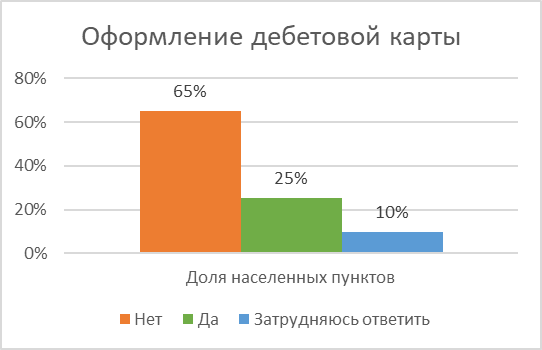 Оформление дебетовой карты
80%
65%
60%
40%
25%
20%
10%
0%
Доля населенных пунктов
Нет Да Затрудняюсь ответить